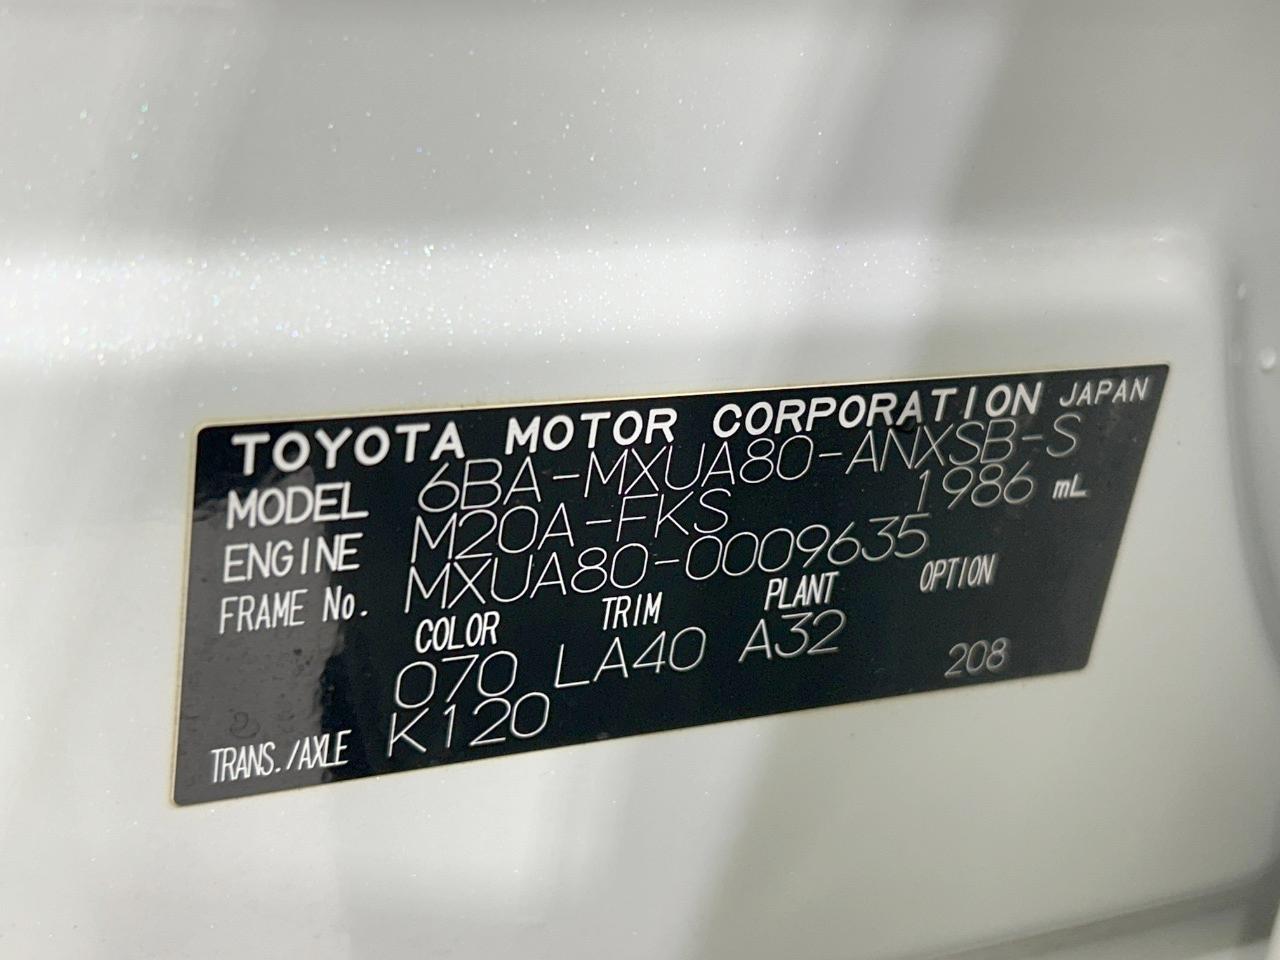 TOYOTA MOTOR CORPORATION JAPAN
MODEL 6BA-MXUA80-ANXSB-S
ENGINE M20A-FKS 1986 mL
FRAME No. MXUA80-0009635
COLOR TRIM PLANT OPTION
070 LA40 A32
TRANS./AXLE K120 208